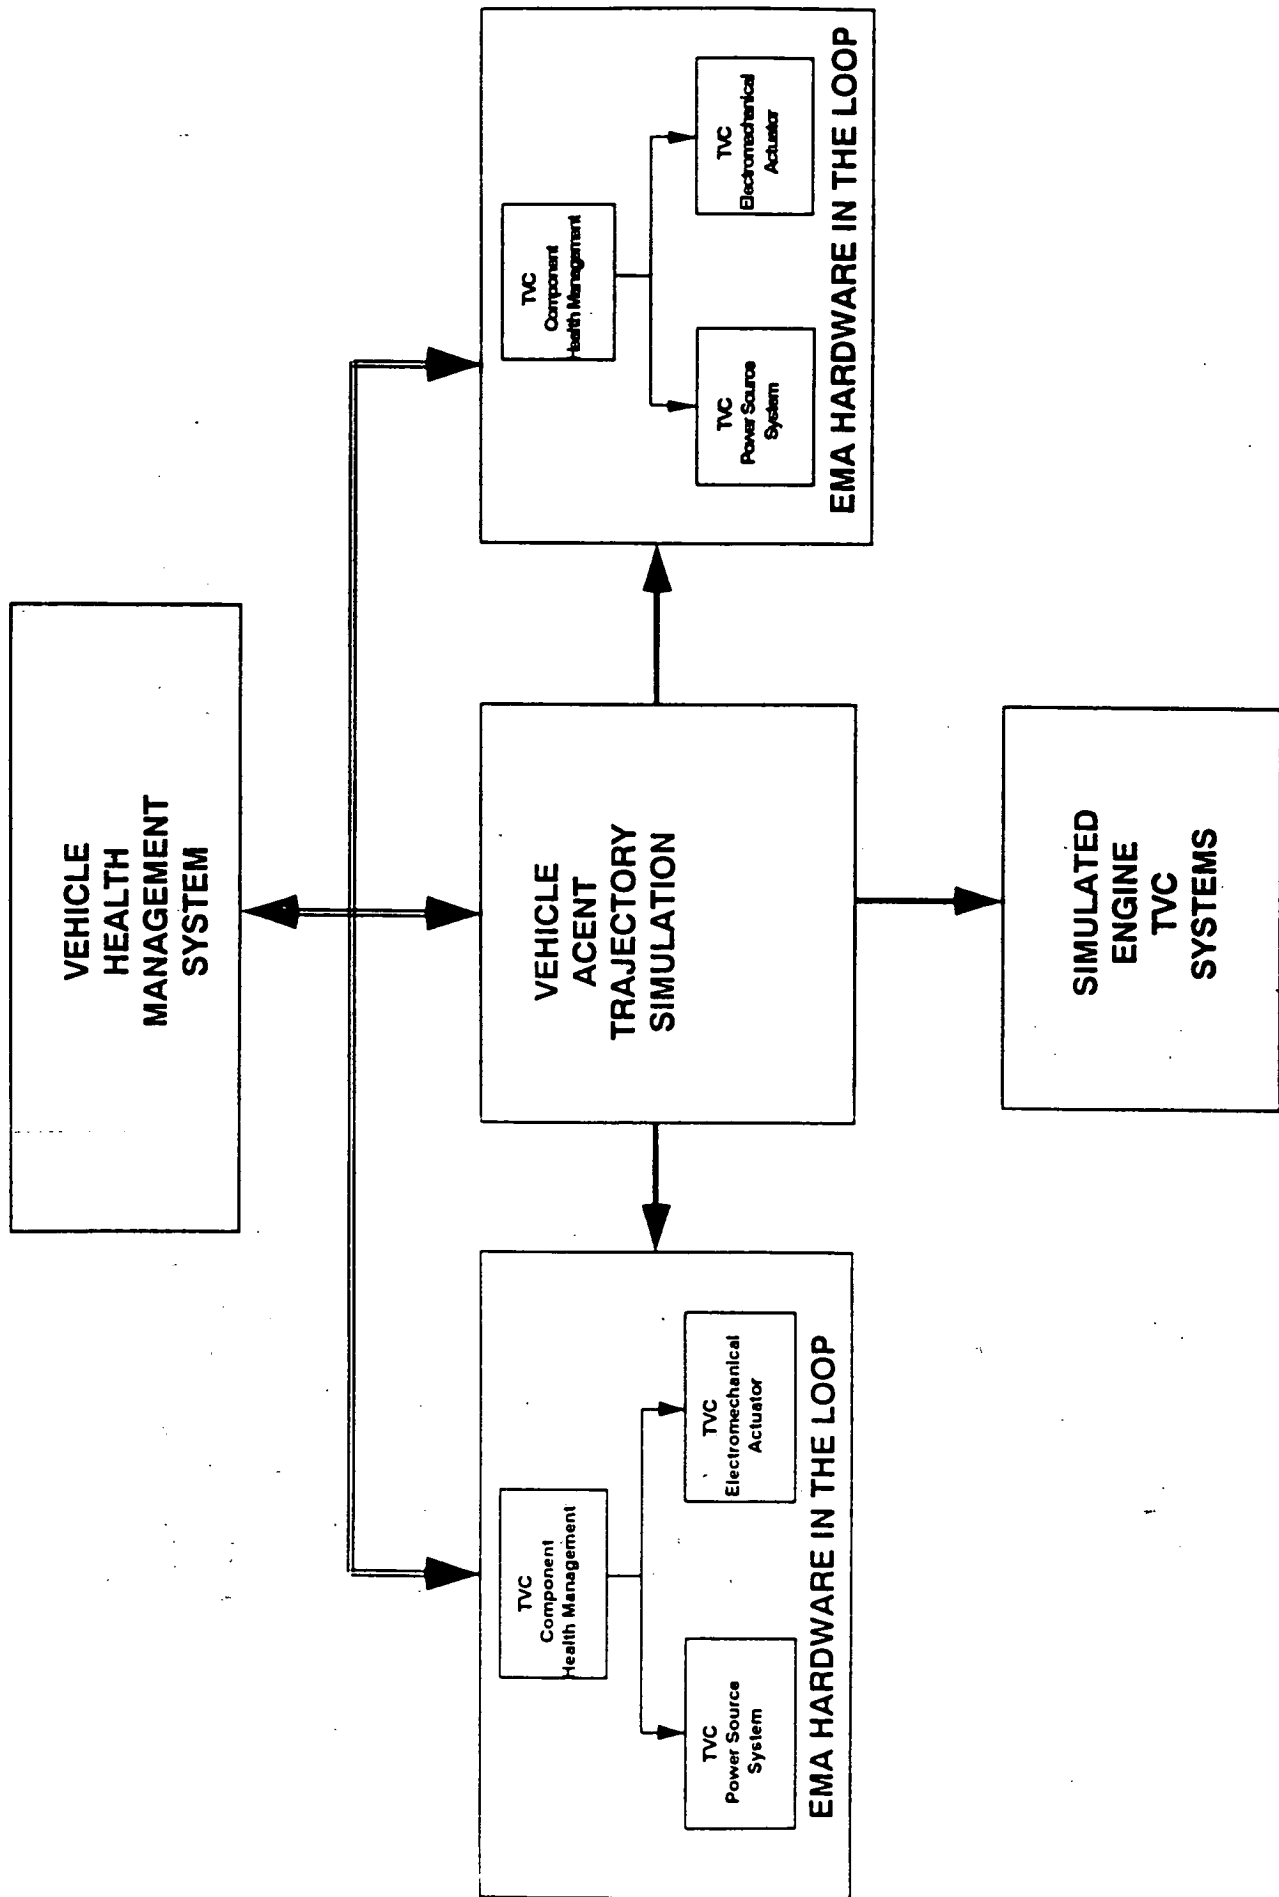 VEHICLE
HEALTH
MANAGEMENT
SYSTEM
TVC
Component
Health Management
TVC
Power Source
System
TVC
Electromechanical
Actuator
EMA HARDWARE IN THE LOOP
VEHICLE
ACENT
TRAJECTORY
SIMULATION
TVC
Component
Health Management
TVC
Power Source
System
TVC
Electromechanical
Actuator
EMA HARDWARE IN THE LOOP
SIMULATED
ENGINE
TVC
SYSTEMS